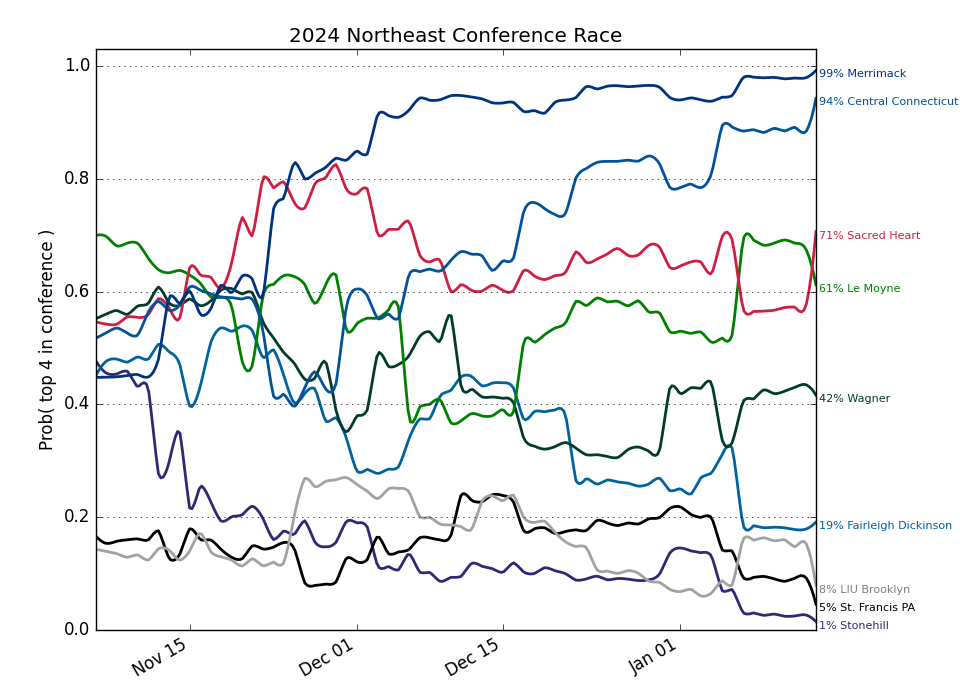 2024 Northeast Conference Race
Prob( top 4 in conference )
1.0
0.8
0.6
0.4
0.2
0.0
Nov 15
Dec 01
Dec 15
Jan 01
99% Merrimack
94% Central Connecticut
71% Sacred Heart
61% Le Moyne
42% Wagner
19% Fairleigh Dickinson
8% LIU Brooklyn
5% St. Francis PA
1% Stonehill